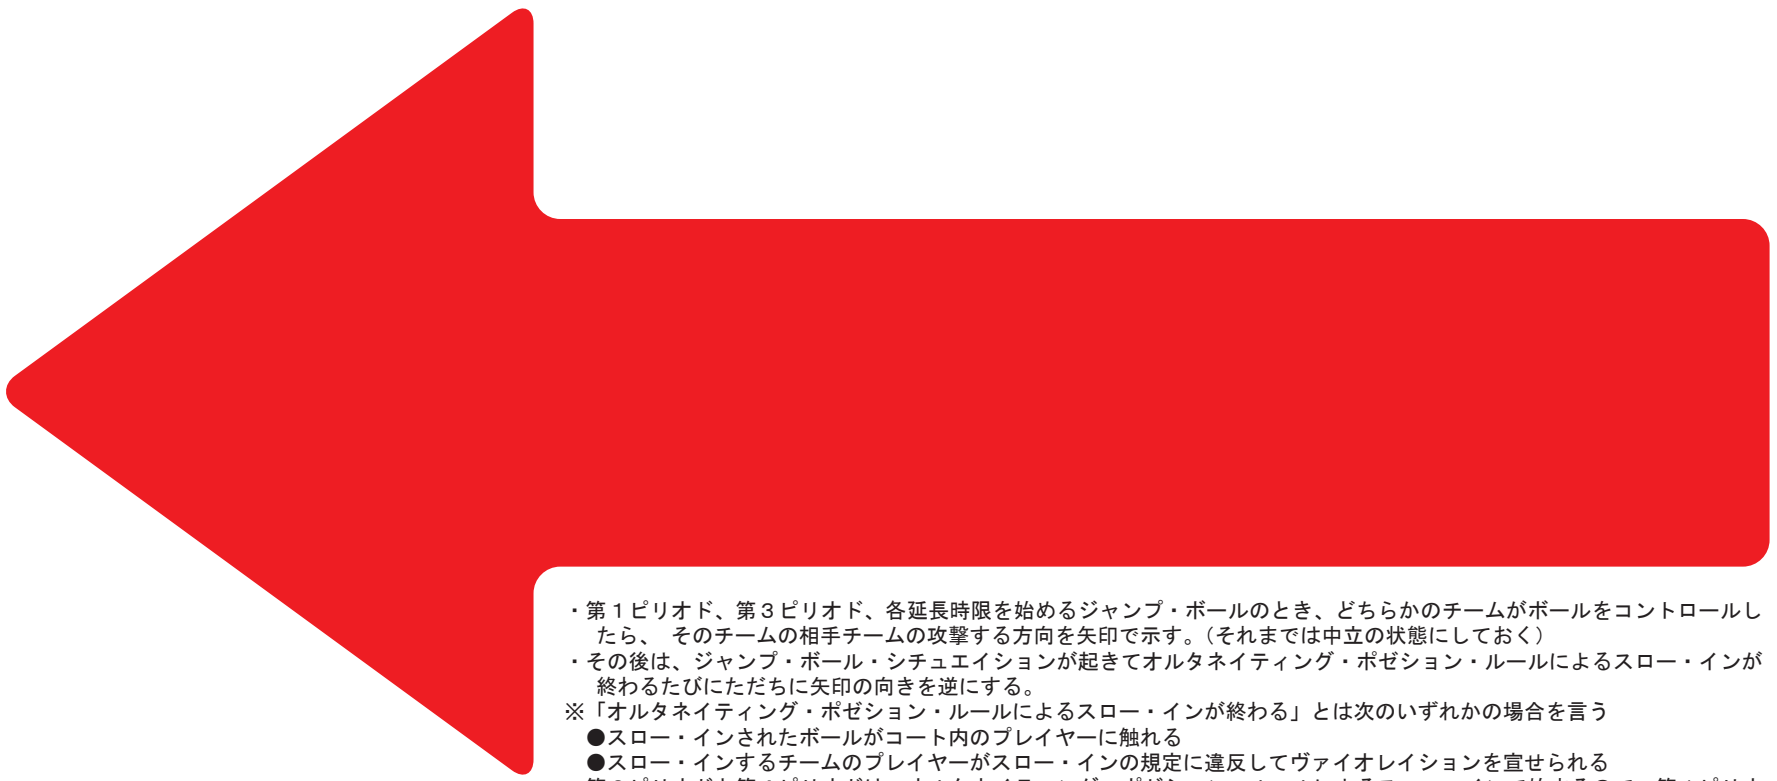 ・第１ピリオド、第３ピリオド、各延長時限を始めるジャンプ・ボールのとき、どちらかのチームがボールをコントロールし
たら、 そのチームの相手チームの攻撃する方向を矢印で示す。（それまでは中立の状態にしておく）
・その後は、ジャンプ・ボール・シチュエイションが起きてオルタネイティング・ポゼション・ルールによるスロー・インが
終わるたびにただちに矢印の向きを逆にする。
※「オルタネイティング・ポゼション・ルールによるスロー・インが終わる」とは次のいずれかの場合を言う
●スロー・インされたボールがコート内のプレイヤーに触れる
●スロー・インするチームのプレイヤーがスロー・インの規定に違反してヴァイオレイションを宣せられる